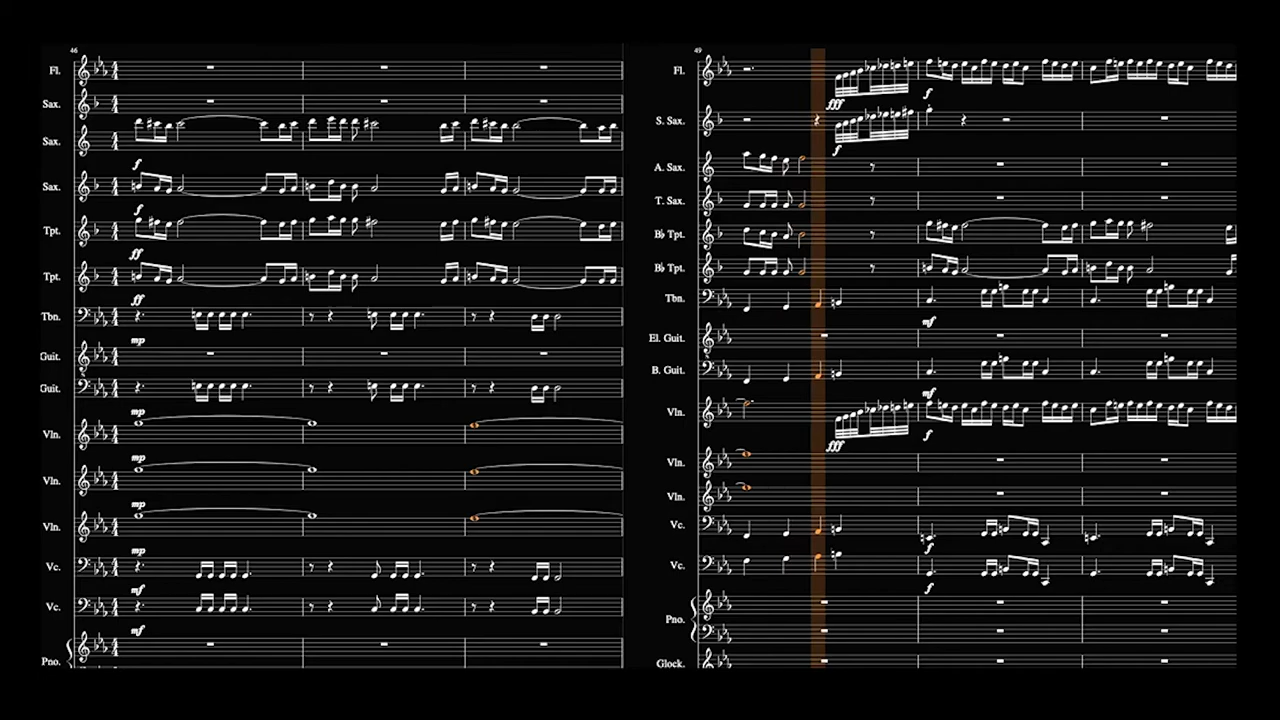 46
Fl.
Sax.
Sax.
f
Sax.
f
Tpt.
ff
Tpt.
ff
Tbn.
mp
Guit.
Guit.
mp
Vln.
mp
Vln.
mp
Vln.
mp
Vc.
mf
Vc.
mf
Pno.
49
Fl.
fff
f
S. Sax.
f
A. Sax.
T. Sax.
B♭ Tpt.
B♭ Tpt.
Tbn.
mf
El. Guit.
B. Guit.
mf
Vln.
fff
f
Vln.
Vln.
Vc.
f
Vc.
f
Pno.
Glock.